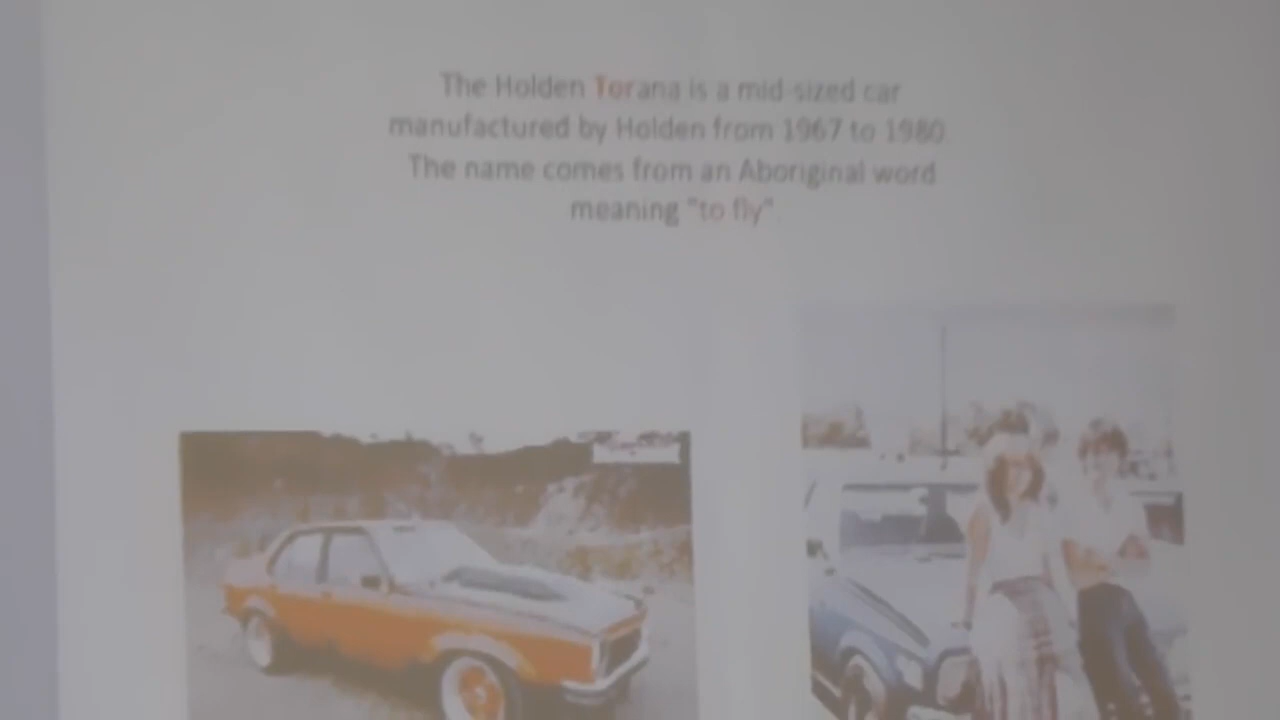 The Holden Torana is a mid-sized car
manufactured by Holden from 1967 to 1980
The name comes from an Aboriginal word
meaning "to fly"